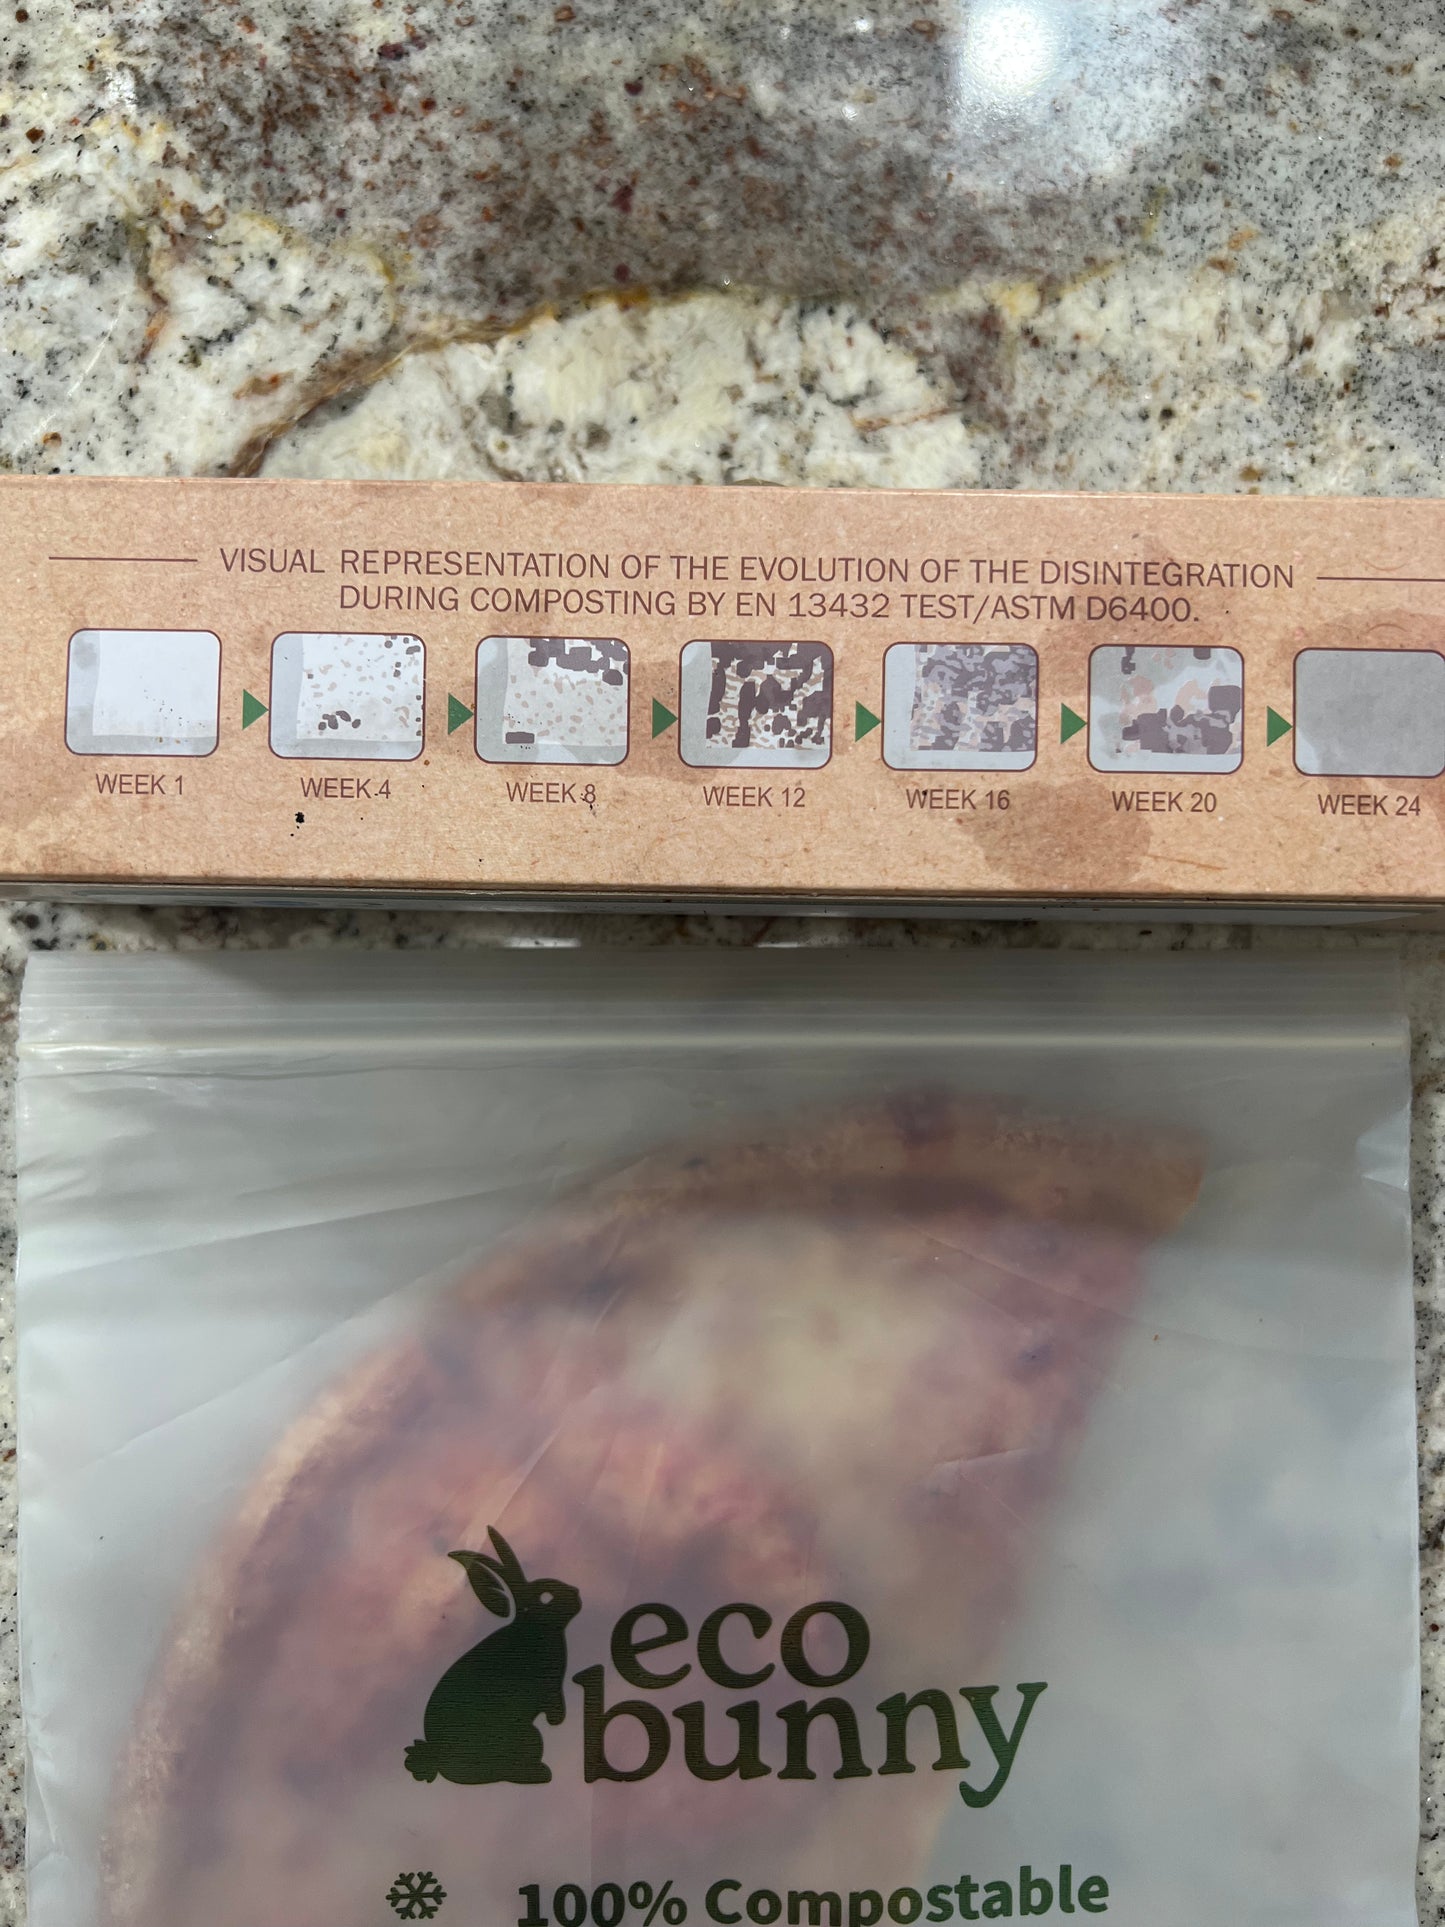 VISUAL REPRESENTATION OF THE EVOLUTION OF THE DISINTEGRATION
DURING COMPOSTING BY EN 13432 TEST/ASTM D6400.
WEEK 1
WEEK 4
WEEK 8
WEEK 12
WEEK 16
WEEK 20
WEEK 24
eco
bunny
100% Compostable